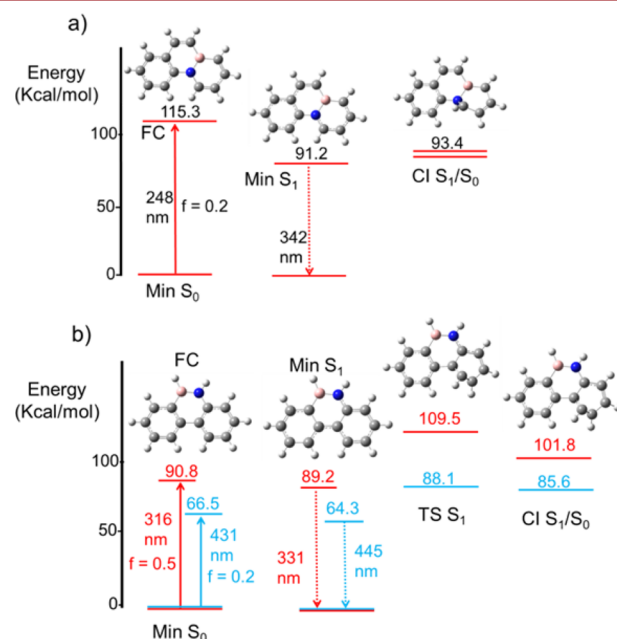 a)
Energy
(Kcal/mol)
100
50
0
115.3
FC
248
nm
f = 0.2
Min S₀
91.2
Min S₁
342
nm
93.4
CI S₁/S₀
b)
Energy
(Kcal/mol)
100
50
0
FC
90.8
66.5
316
nm
f = 0.5
431
nm
f = 0.2
Min S₀
Min S₁
89.2
64.3
331
nm
445
nm
109.5
88.1
TS S₁
101.8
85.6
CI S₁/S₀